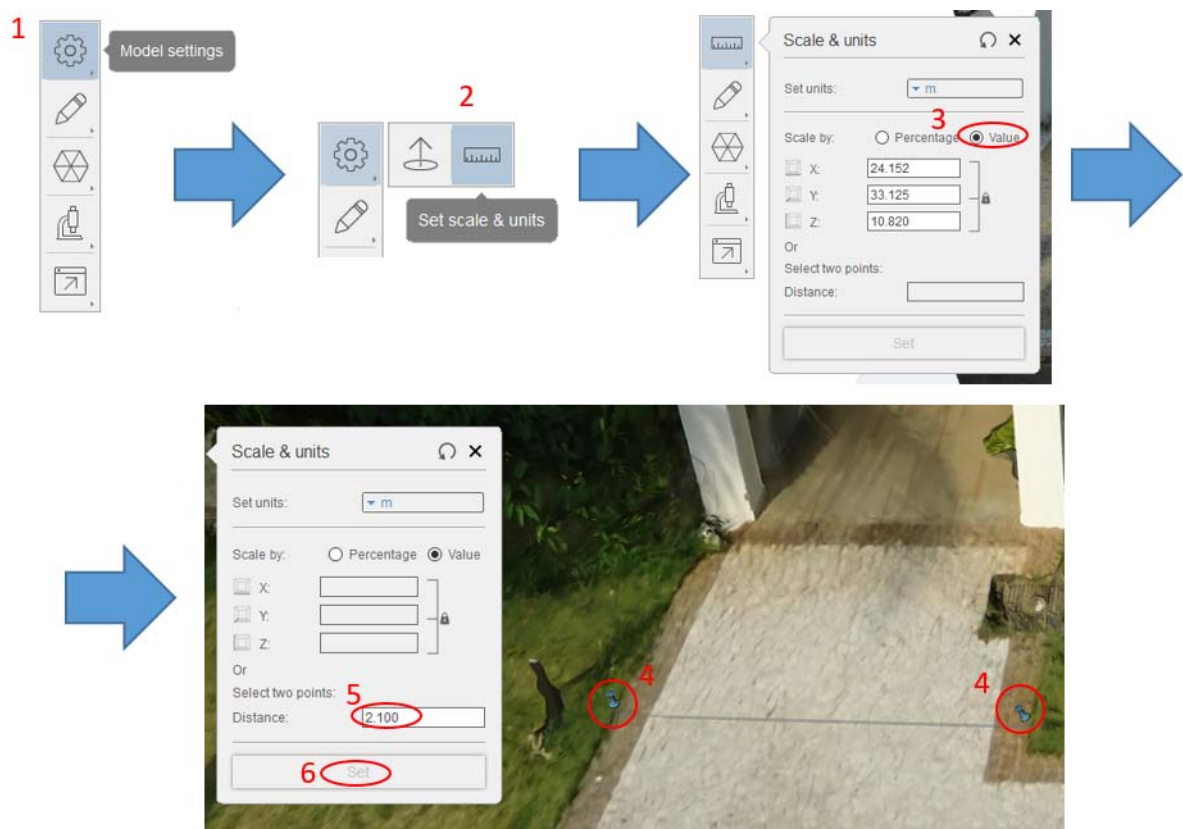 1
Model settings
2
Set scale & units
Scale & units
Set units:
m
3
Scale by:
Percentage
Value
X:
24.152
Y:
33.125
Z:
10.820
Or
Select two points:
Distance:
Set
Scale & units
Set units:
m
Scale by:
Percentage
Value
X:
Y:
Z:
Or
Select two points:
5
Distance:
2.100
6
Set
4
4